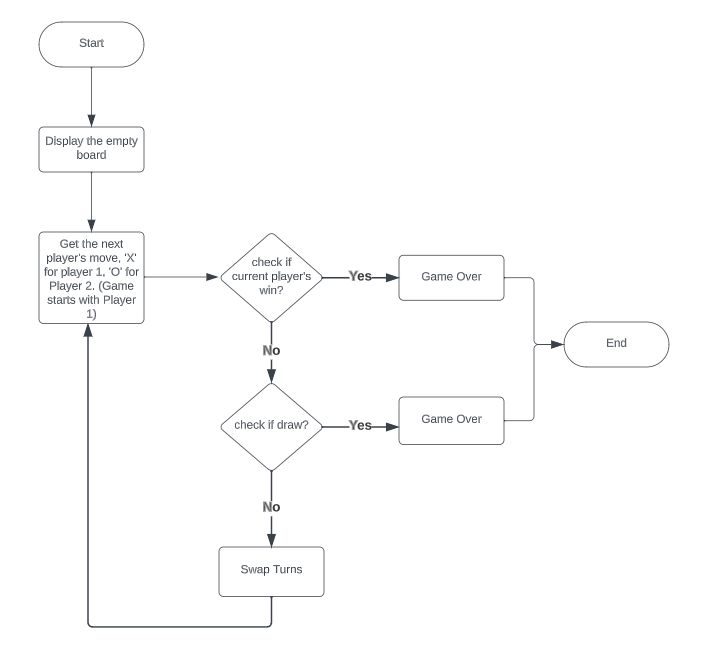 Start
Display the empty
board
Get the next
player's move, 'X'
for player 1, 'O' for
Player 2. (Game
starts with Player
1)
check if
current player's
win?
Yes
Game Over
No
End
check if draw?
Yes
Game Over
No
Swap Turns